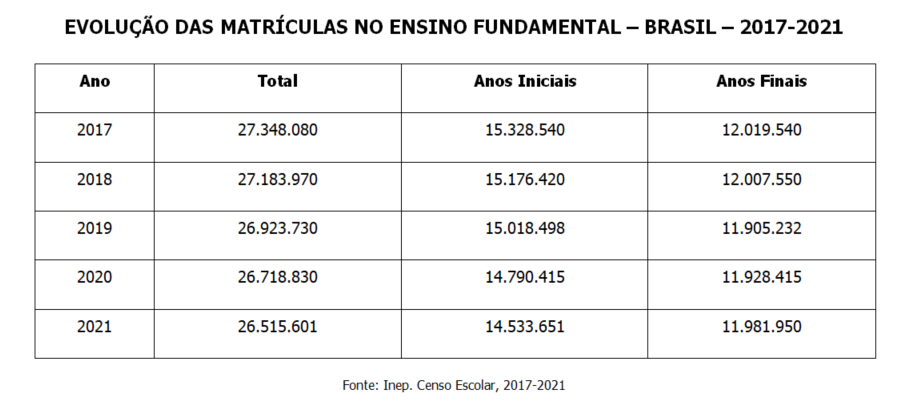 EVOLUÇÃO DAS MATRÍCULAS NO ENSINO FUNDAMENTAL – BRASIL – 2017-2021
Ano Total Anos Iniciais Anos Finais
2017 27.348.080 15.328.540 12.019.540
2018 27.183.970 15.176.420 12.007.550
2019 26.923.730 15.018.498 11.905.232
2020 26.718.830 14.790.415 11.928.415
2021 26.515.601 14.533.651 11.981.950
Fonte: Inep. Censo Escolar, 2017-2021